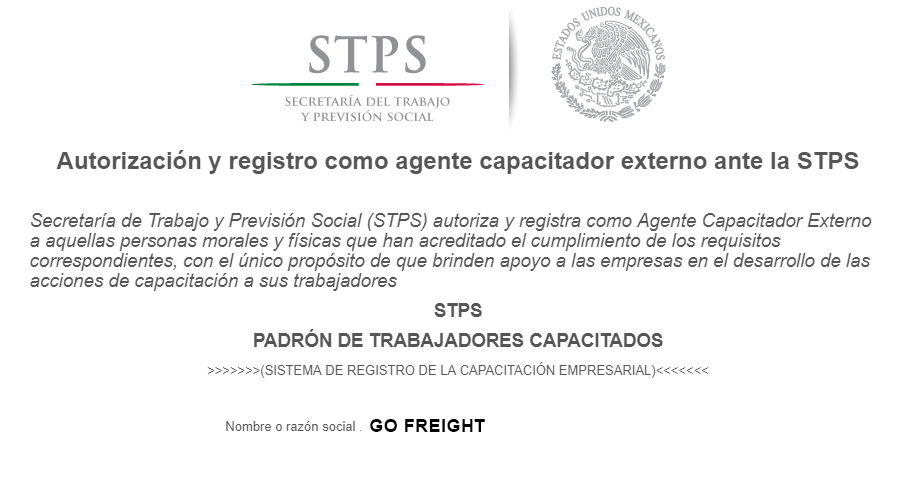 STPS
SECRETARÍA DEL TRABAJO
Y PREVISIÓN SOCIAL
ESTADOS UNIDOS MEXICANOS
Autorización y registro como agente capacitador externo ante la STPS
Secretaría de Trabajo y Previsión Social (STPS) autoriza y registra como Agente Capacitador Externo
a aquellas personas morales y físicas que han acreditado el cumplimiento de los requisitos
correspondientes, con el único propósito de que brinden apoyo a las empresas en el desarrollo de las
acciones de capacitación a sus trabajadores
STPS
PADRÓN DE TRABAJADORES CAPACITADOS
>>>>>>>(SISTEMA DE REGISTRO DE LA CAPACITACIÓN EMPRESARIAL)<<<<<<<
Nombre o razón social . GO FREIGHT